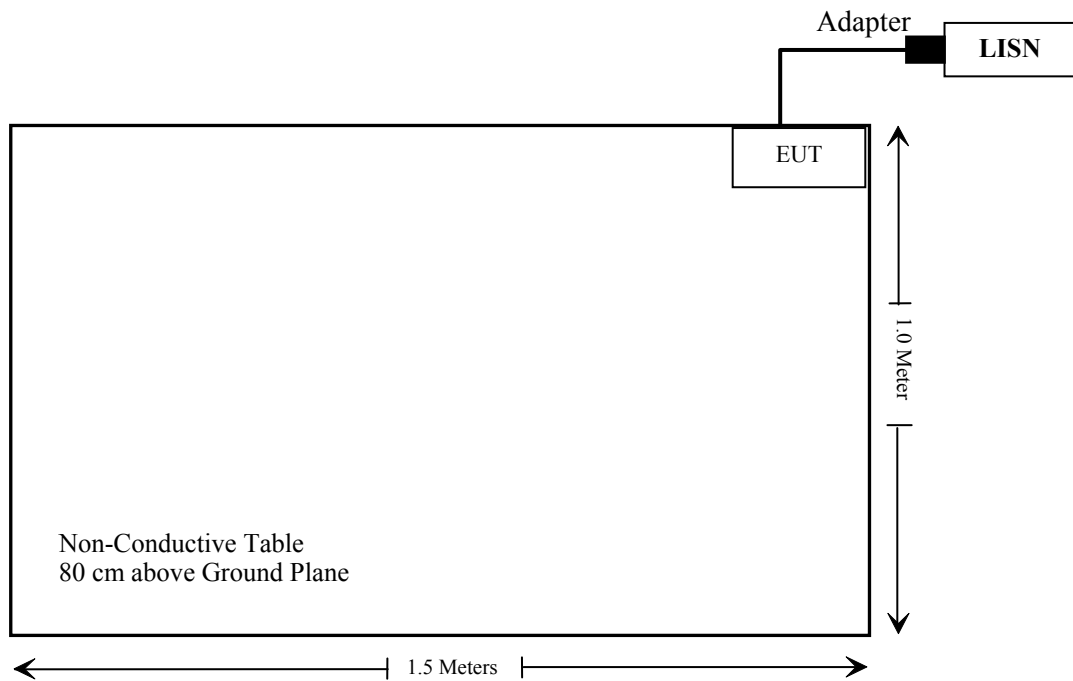 Adapter
LISN
EUT
1.0 Meter
Non-Conductive Table
80 cm above Ground Plane
1.5 Meters